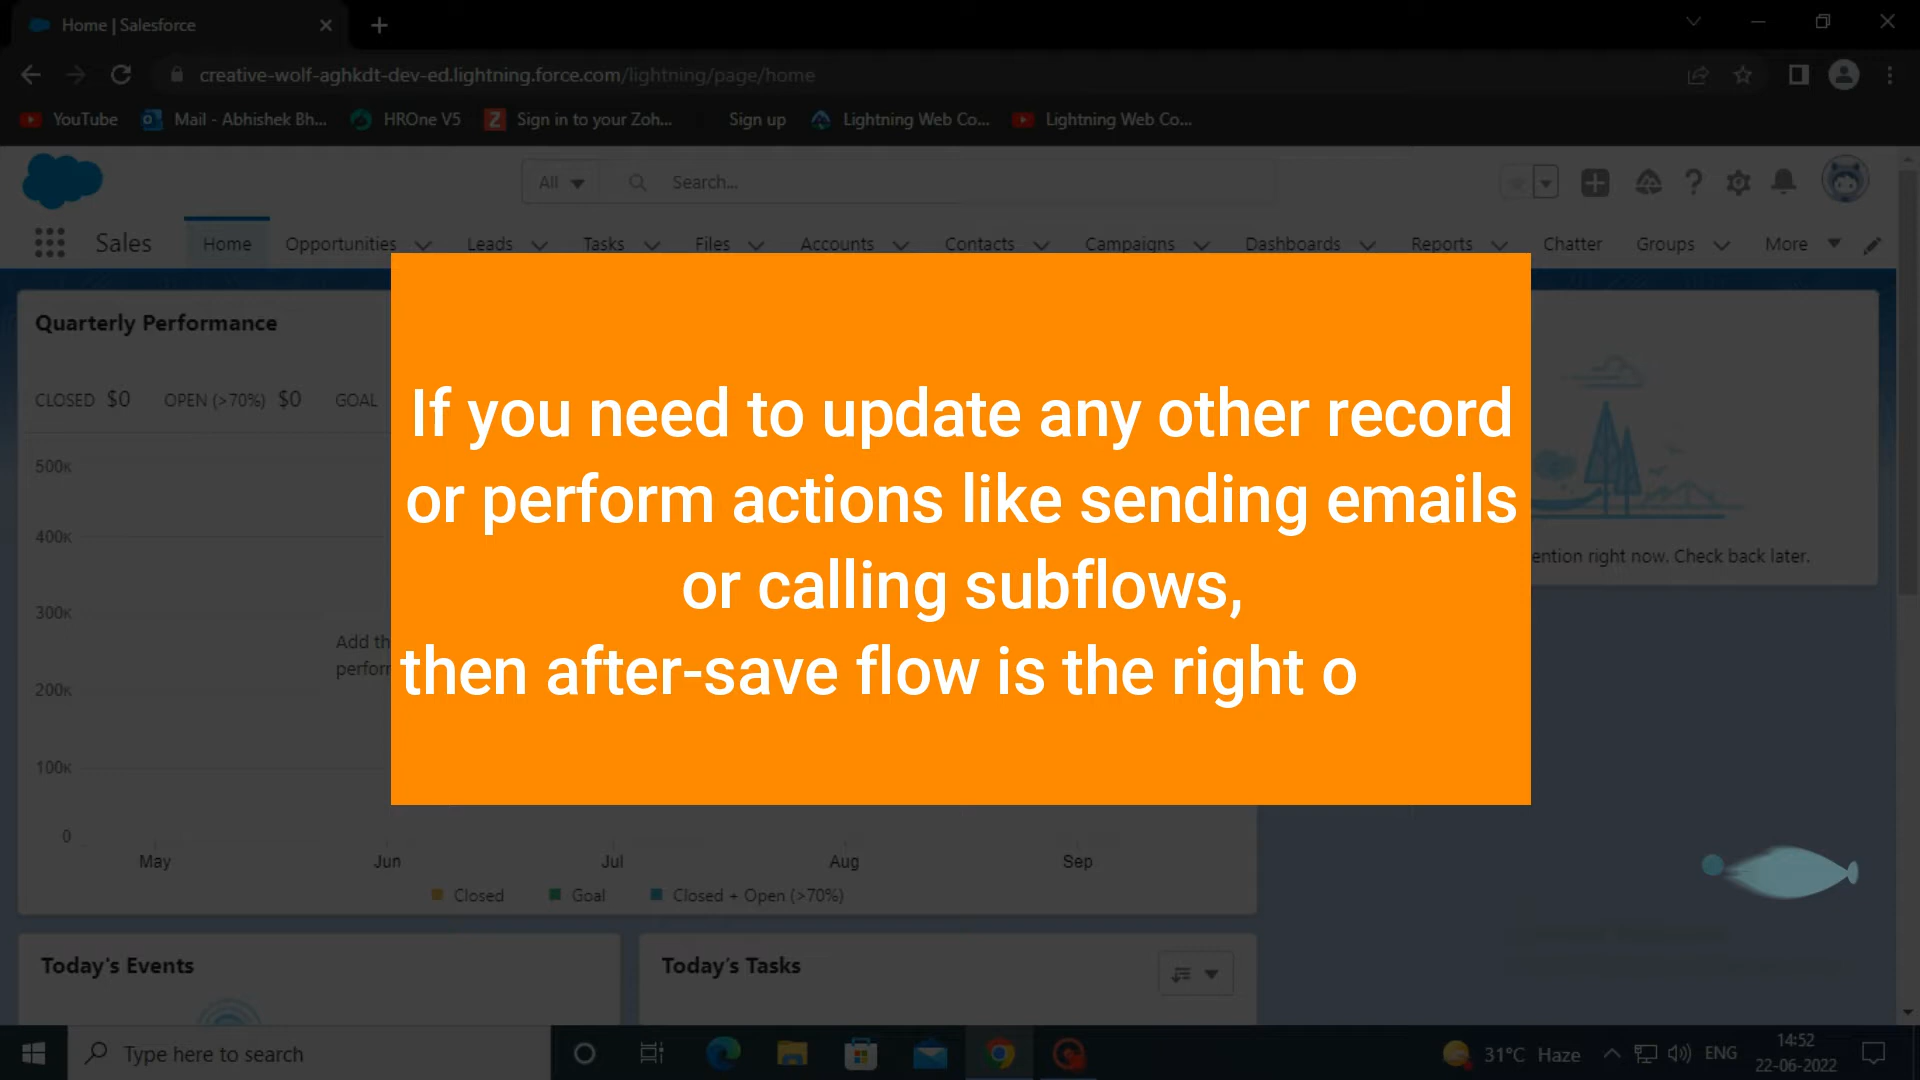 Home | Salesforce
creative-wolf-aghkdt-dev-ed.lightning.force.com/lightning/page/home
YouTube Mail - Abhishek Bh... HROne V5 Sign in to your Zoh... Sign up Lightning Web Co... Lightning Web Co...
All Search...
Sales Home Opportunities Leads Tasks Files Accounts Contacts Campaigns Dashboards Reports Chatter Groups More
Quarterly Performance
CLOSED $0 OPEN (>70%) $0 GOAL
If you need to update any other record
or perform actions like sending emails
or calling subflows,
then after-save flow is the right o
right now. Check back later.
500K
400K
300K
200K
100K
0
Add
May Jun Jul Aug Sep
Closed Goal Closed + Open (>70%)
Today's Events
Today's Tasks
Type here to search
31°C Haze ENG 14:52
22-06-2022